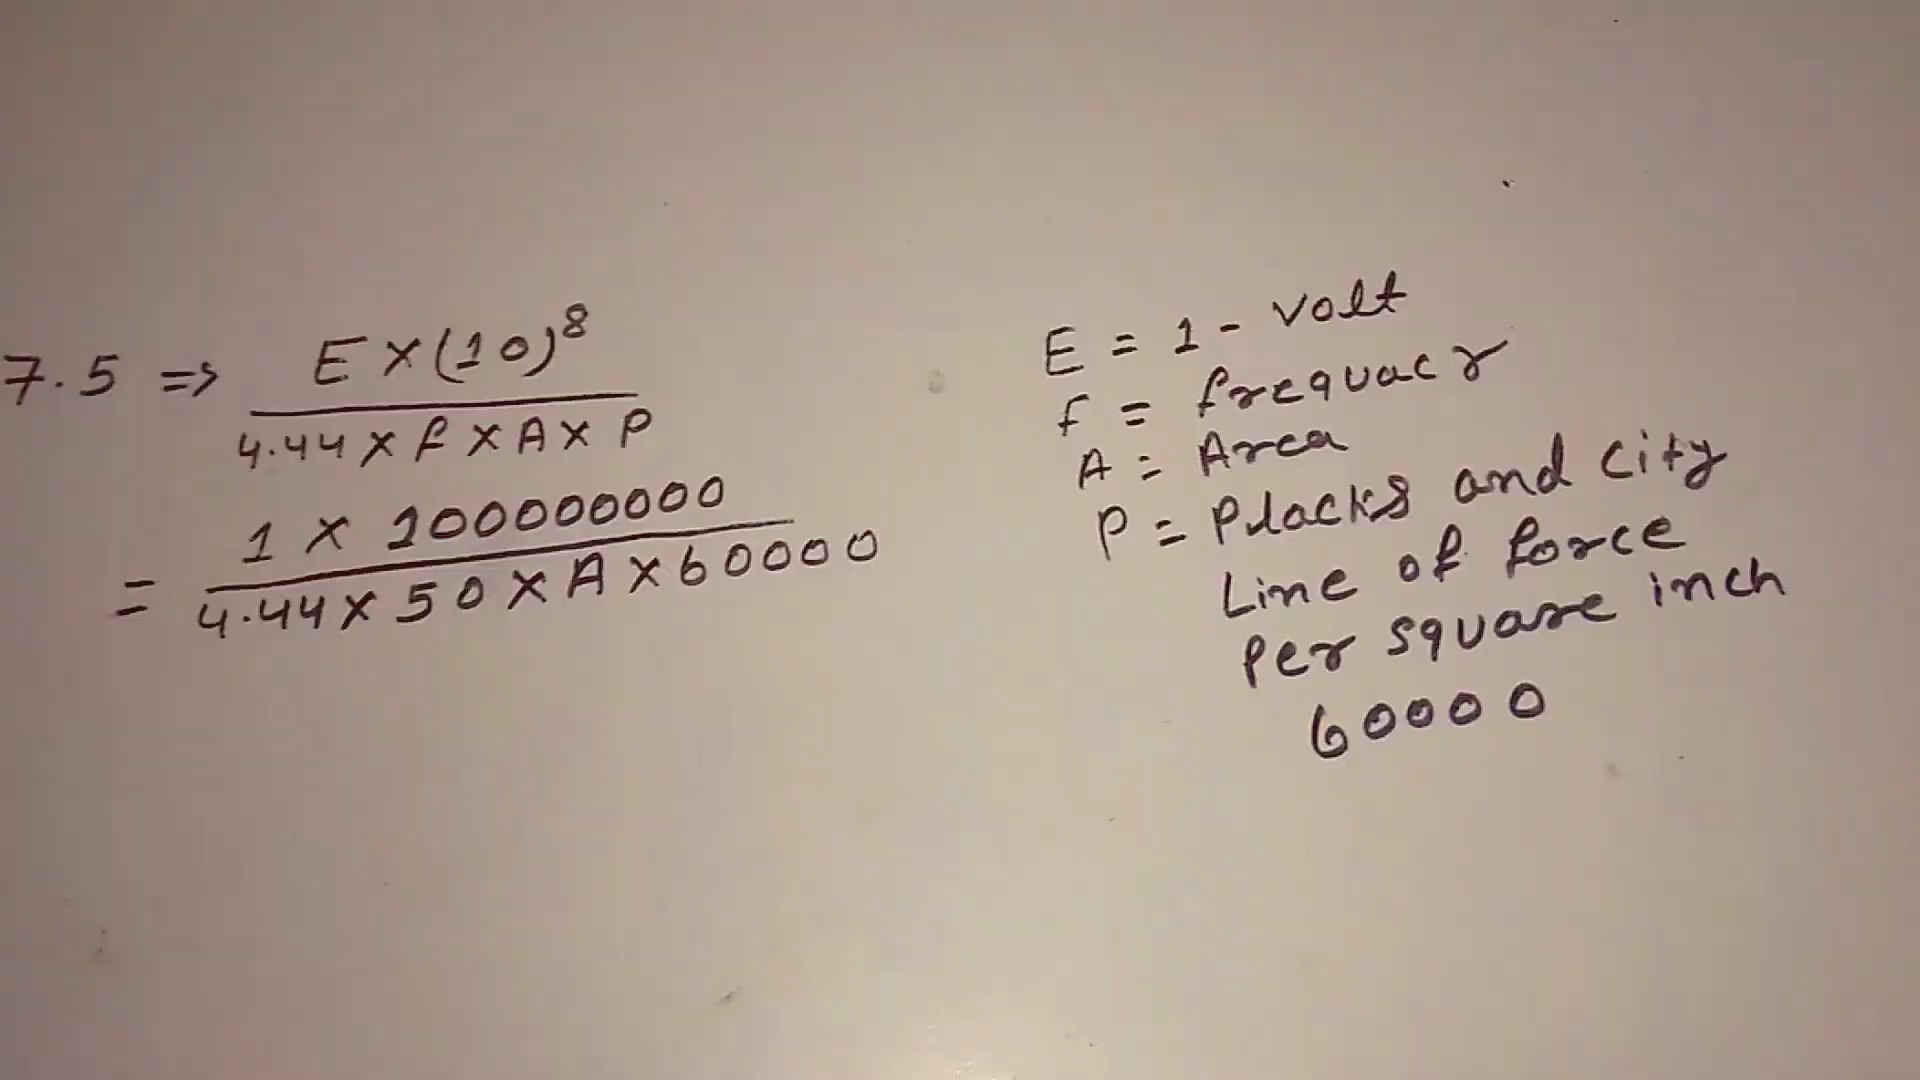 7.5 => E×(10)⁸
4.44×f×A×P
= 1 × 100000000
4.44×50×A×60000
E = 1 - volt
f = frequacy
A = Area
P = Placks and city
Line of force
Per square inch
60000